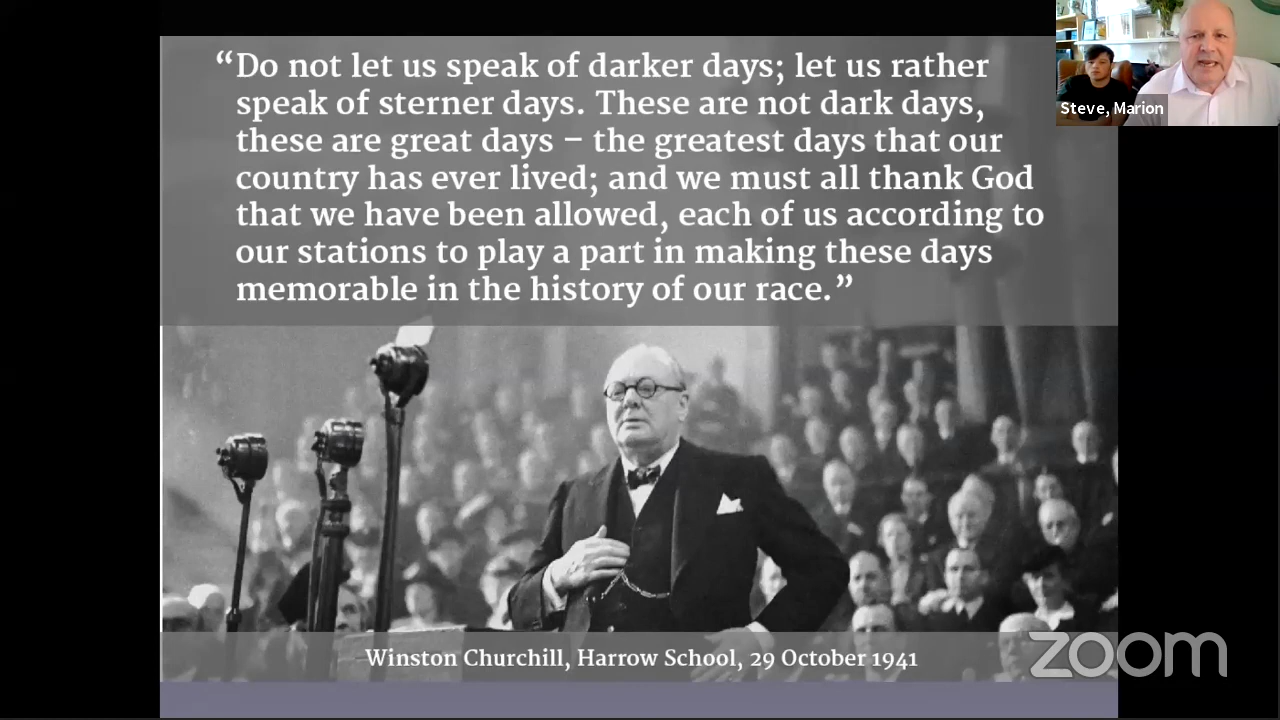 “Do not let us speak of darker days; let us rather
speak of sterner days. These are not dark days,
these are great days – the greatest days that our
country has ever lived; and we must all thank God
that we have been allowed, each of us according to
our stations to play a part in making these days
memorable in the history of our race.”
Steve, Marion
Winston Churchill, Harrow School, 29 October 1941
zoom